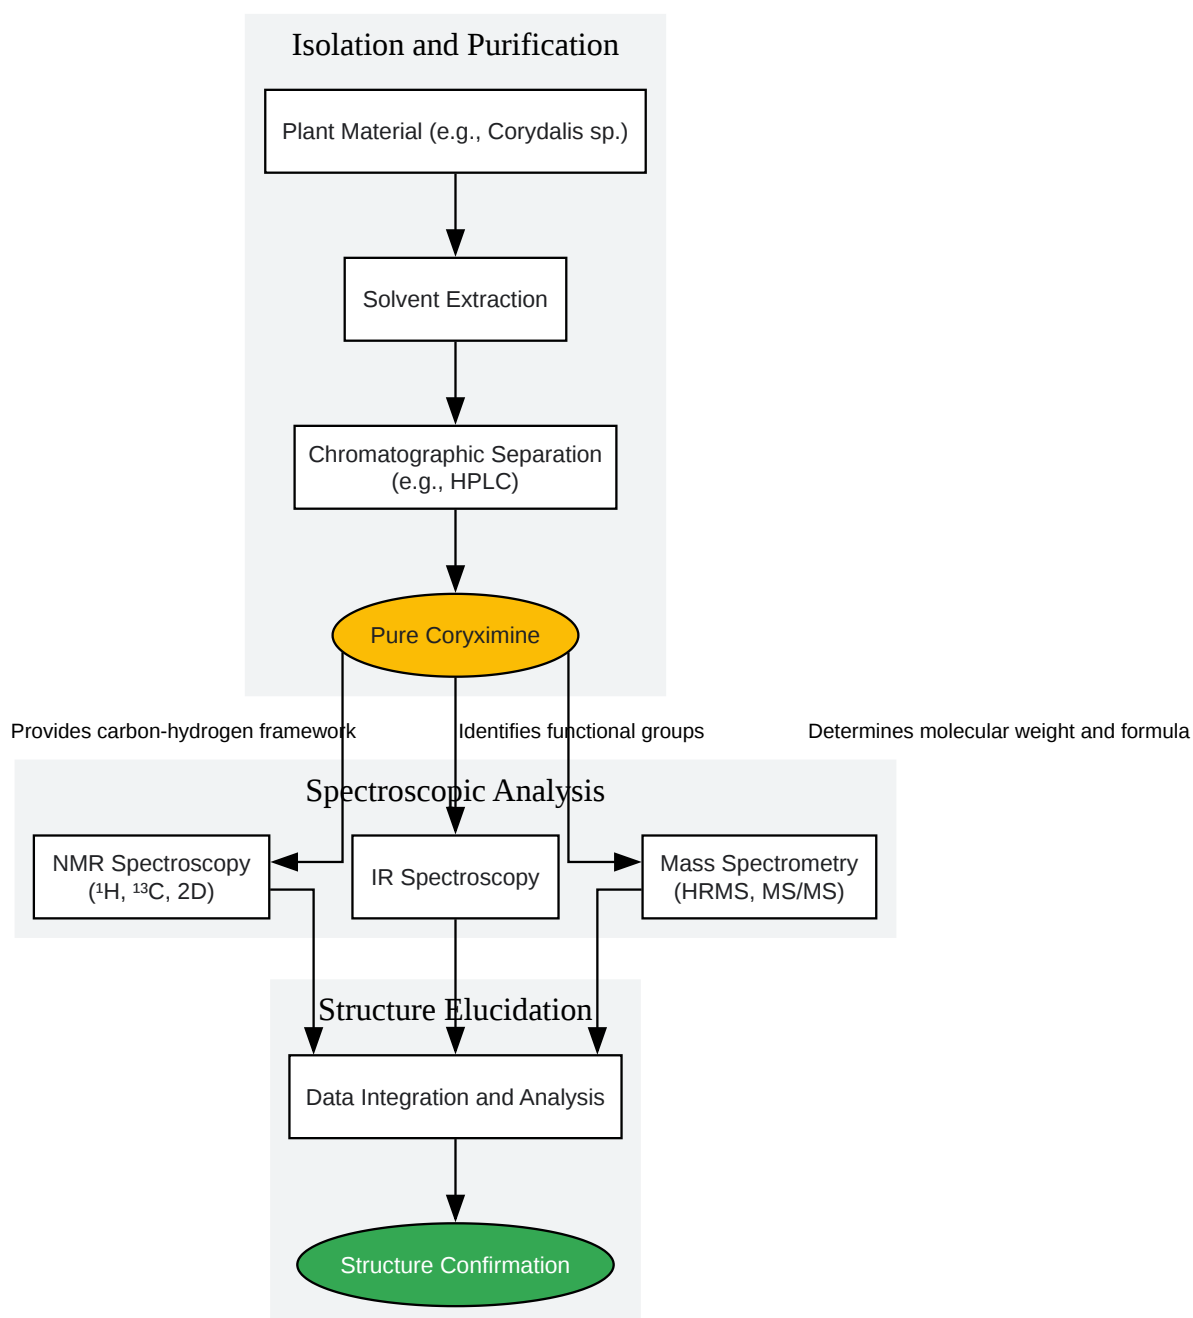 Isolation and Purification
Plant Material (e.g., Corydalis sp.)
Solvent Extraction
Chromatographic Separation
(e.g., HPLC)
Pure Coryximine
Provides carbon-hydrogen framework
Identifies functional groups
Determines molecular weight and formula
Spectroscopic Analysis
NMR Spectroscopy
(¹H, ¹³C, 2D)
IR Spectroscopy
Mass Spectrometry
(HRMS, MS/MS)
Structure Elucidation
Data Integration and Analysis
Structure Confirmation